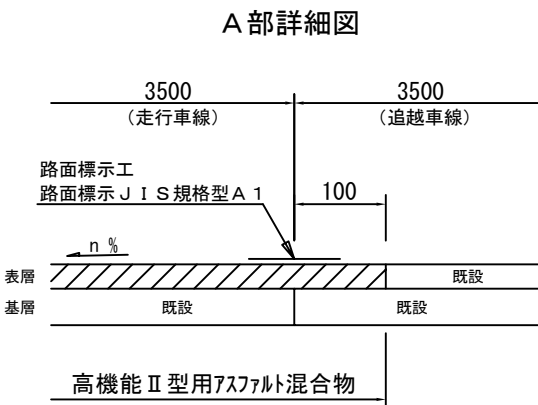 A部詳細図
3500
3500
(走行車線)
(追越車線)
路面標示工
路面標示JIS規格型A1
100
n %
表層
既設
基層
既設
既設
高機能Ⅱ型用アスファルト混合物